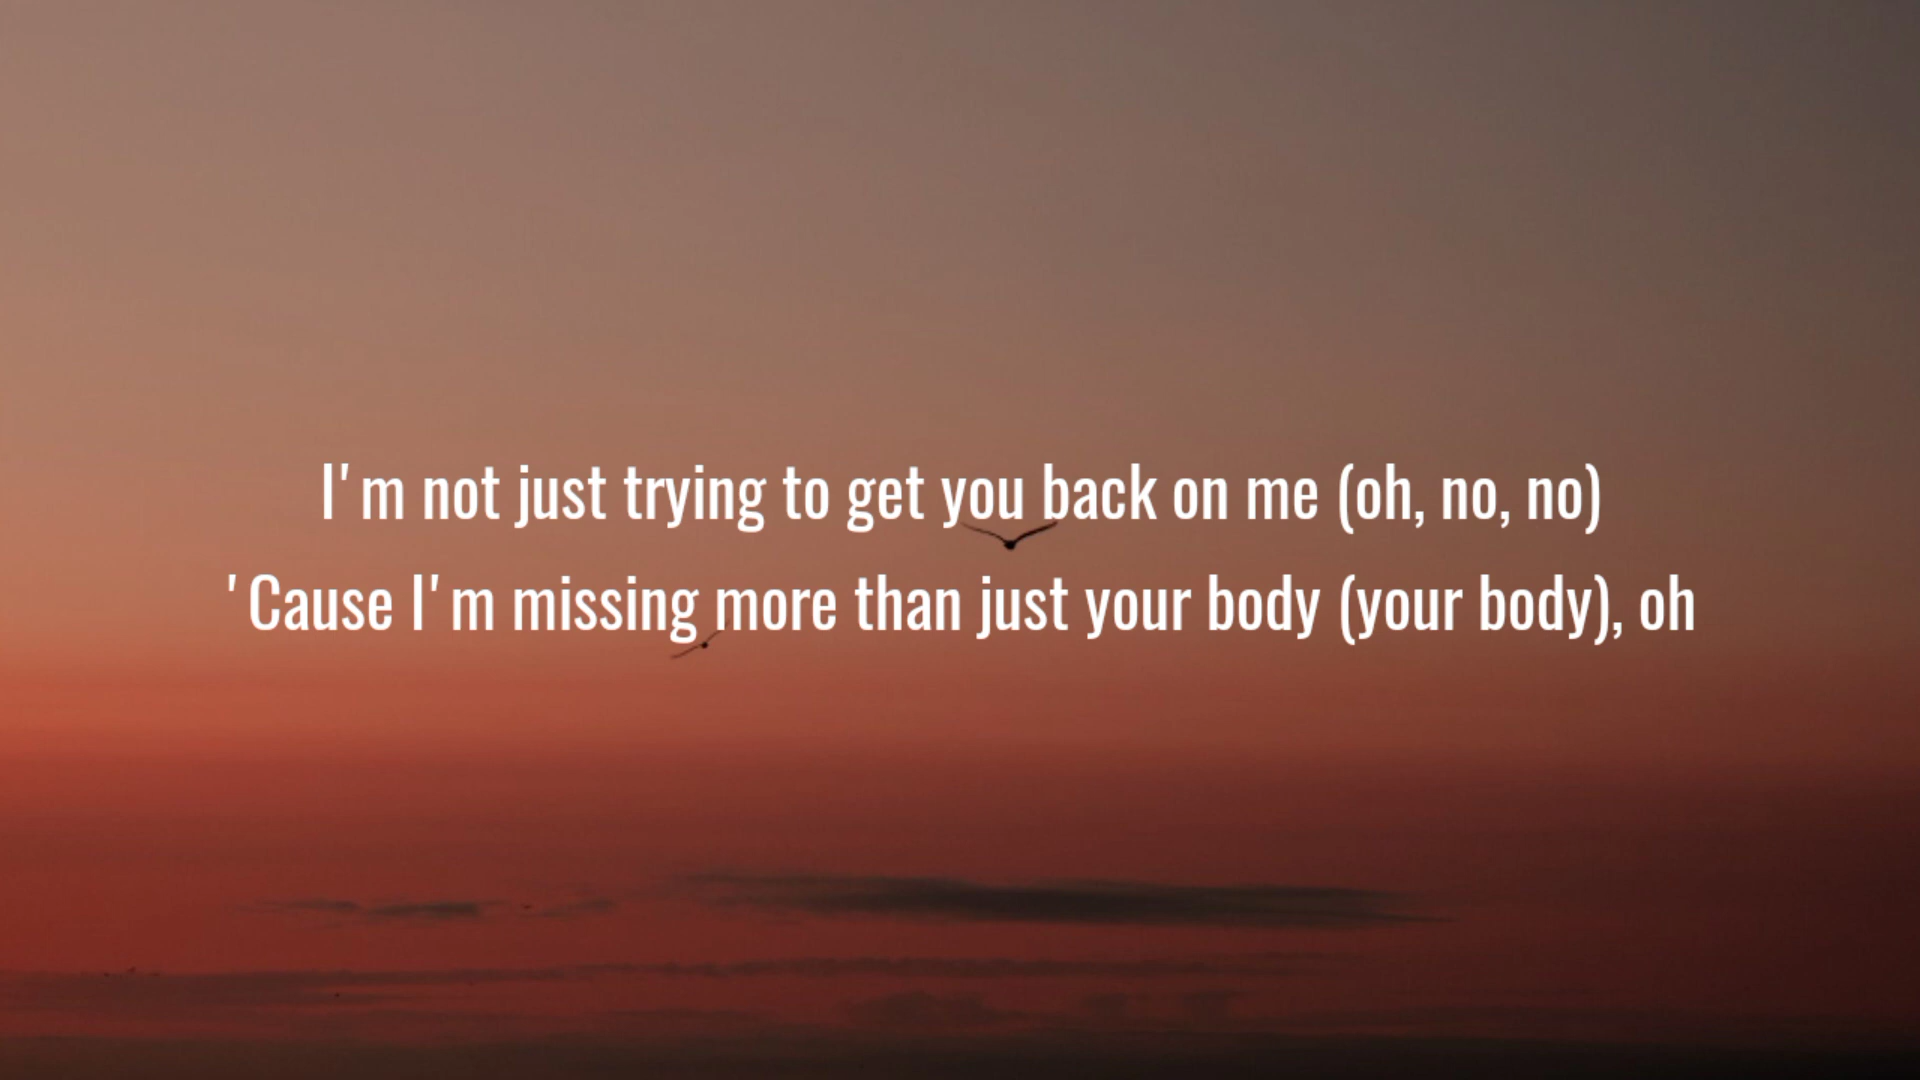 I'm not just trying to get you back on me (oh, no, no)
'Cause I'm missing more than just your body (your body), oh